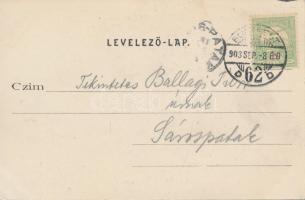 LEVELEZŐ-LAP.
903 SEP. -8
Czim Tekintetes Ballagi
úrnak
Sárospatak